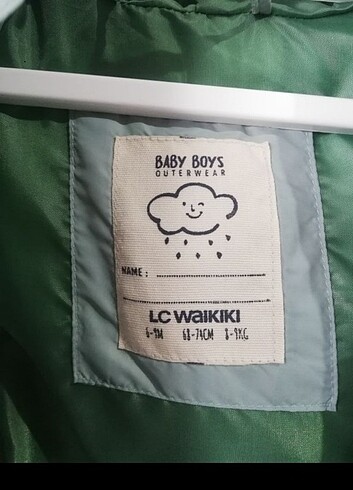 BABY BOYS
OUTERWEAR
NAME :
LC WAIKIKI
6-9M 68-74CM 8-9KG